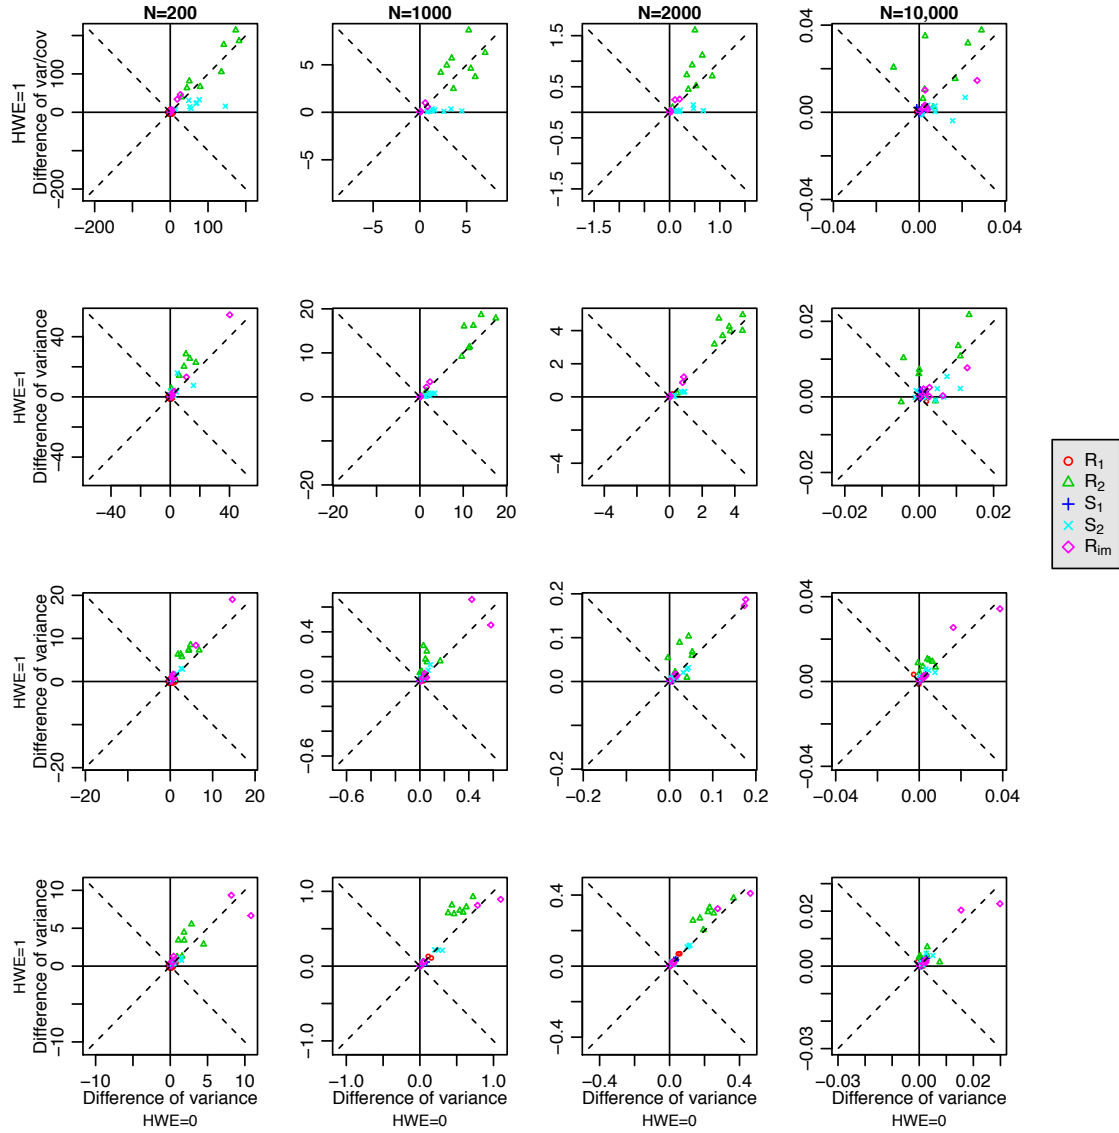 N=200 N=1000 N=2000 N=10,000
HWE=1
Difference of var/cov
−200 0 100
−200 0 100
−5 0 5
−5 0 5
−1.5 −0.5 0.5 1.5
−1.5 0.0 1.0
−0.04 0.00 0.04
−0.04 0.00 0.04
HWE=1
Difference of variance
−40 0 40
−40 0 20 40
−20 0 10 20
−20 0 10 20
−4 0 2 4
−4 0 2 4
−0.02 0.00 0.02
−0.02 0.00 0.02
R1
R2
S1
S2
Rim
HWE=1
Difference of variance
−20 0 10 20
−20 0 10 20
−0.6 0.0 0.4
−0.6 0.0 0.4
−0.2 0.0 0.1 0.2
−0.2 0.0 0.1 0.2
−0.04 0.00 0.04
−0.04 0.00 0.04
HWE=1
Difference of variance
−10 0 5 10
−10 0 5 10
−1.0 0.0 1.0
−1.0 0.0 0.5 1.0
−0.4 0.0 0.4
−0.4 0.0 0.4
−0.03 0.00 0.02
−0.03 0.00 0.02
Difference of variance Difference of variance Difference of variance Difference of variance
HWE=0 HWE=0 HWE=0 HWE=0